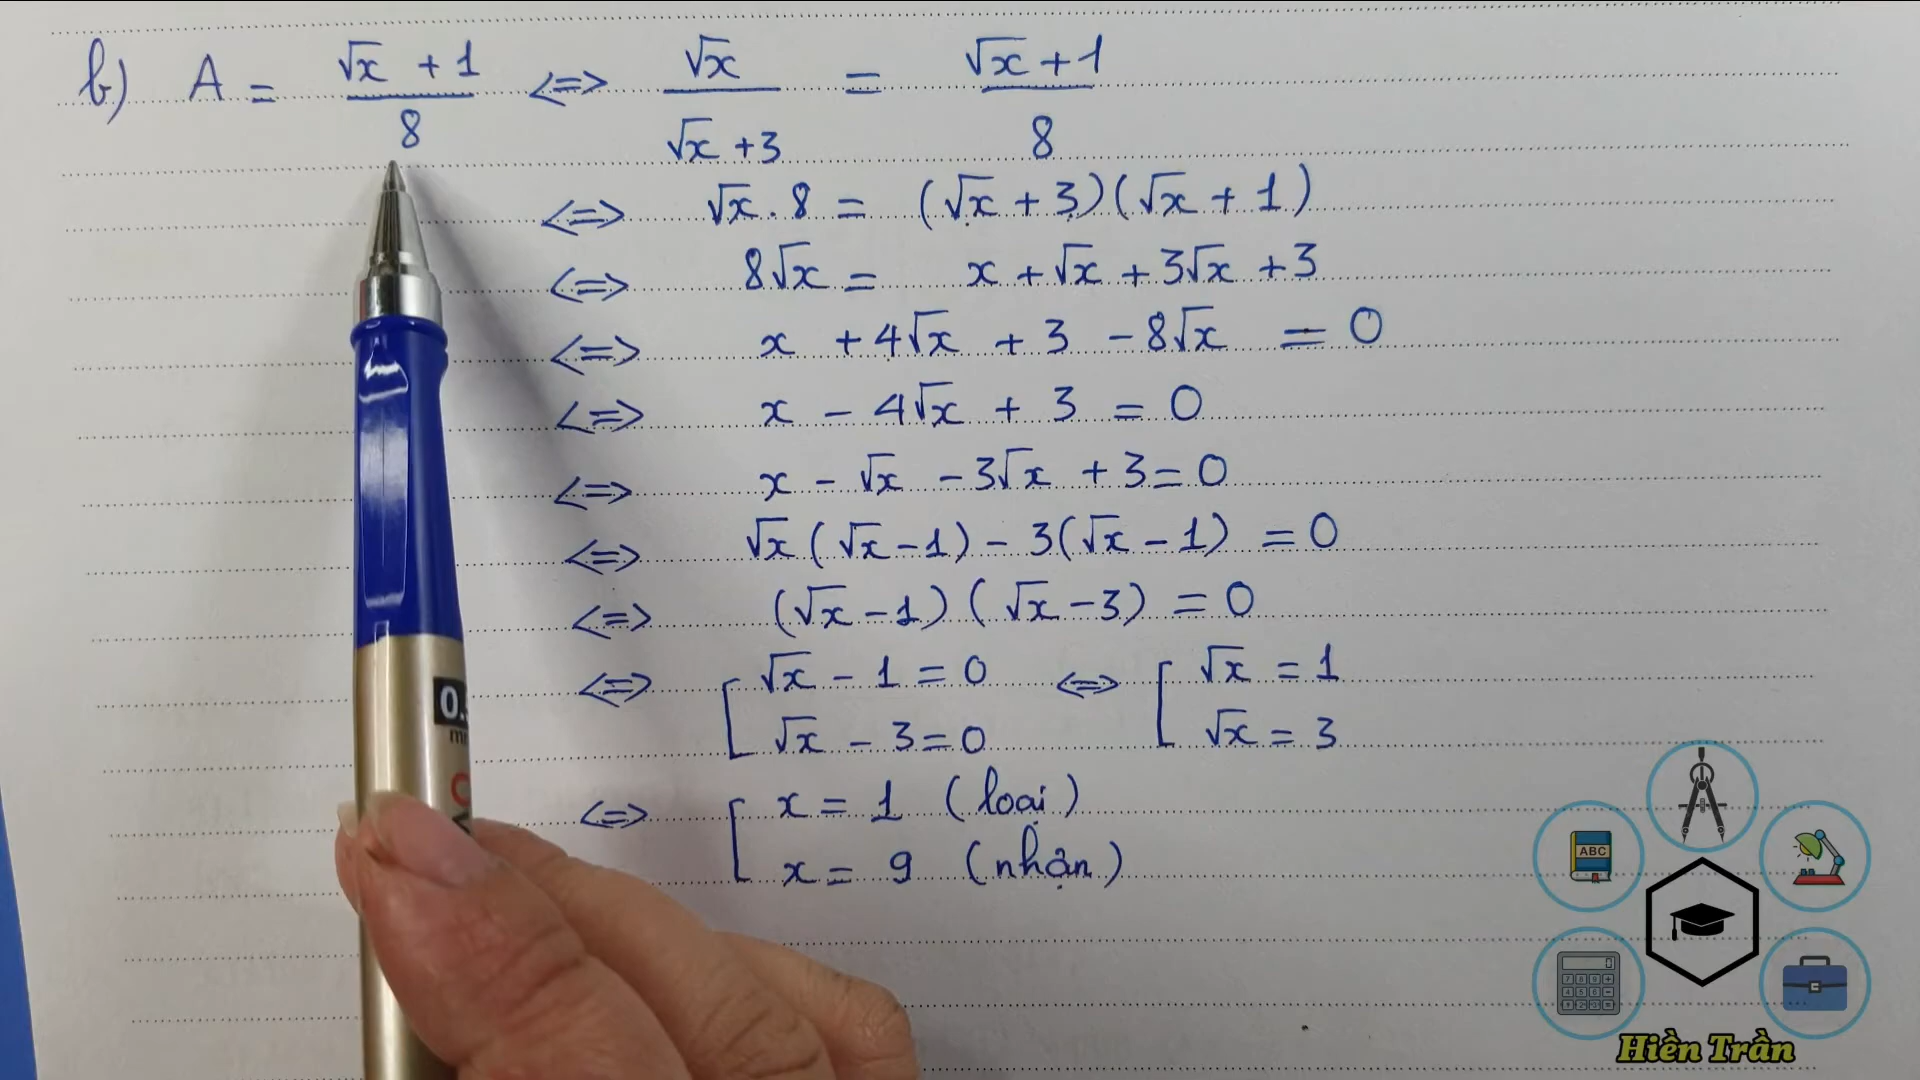 b) A = (√x + 1)/8 <=> √x/(√x + 3) = (√x + 1)/8
<=> √x . 8 = (√x + 3)(√x + 1)
<=> 8√x = x + √x + 3√x + 3
<=> x + 4√x + 3 - 8√x = 0
<=> x - 4√x + 3 = 0
<=> x - √x - 3√x + 3 = 0
<=> √x (√x - 1) - 3(√x - 1) = 0
<=> (√x - 1)(√x - 3) = 0
<=> [ √x - 1 = 0 <=> [ √x = 1
√x - 3 = 0 √x = 3
<=> [ x = 1 (loại)
x = 9 (nhận)
0.
ABC
Hiền Trần